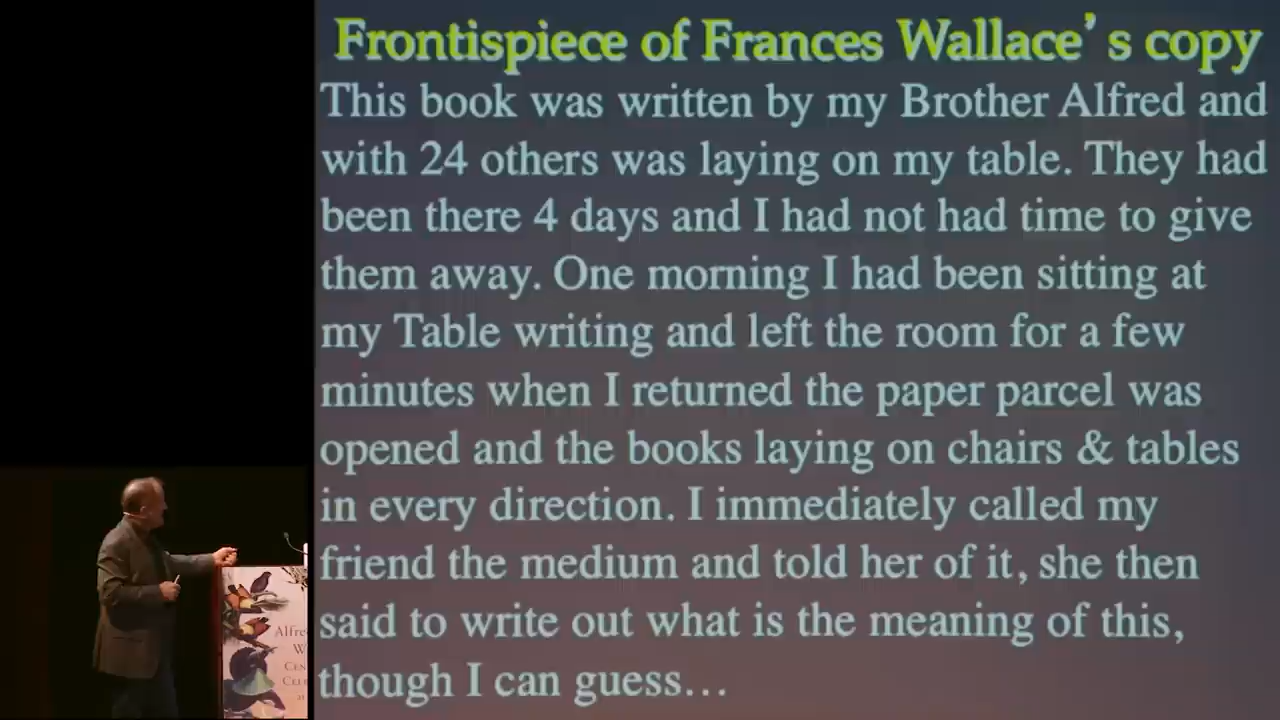 Frontispiece of Frances Wallace’s copy
This book was written by my Brother Alfred and
with 24 others was laying on my table. They had
been there 4 days and I had not had time to give
them away. One morning I had been sitting at
my Table writing and left the room for a few
minutes when I returned the paper parcel was
opened and the books laying on chairs & tables
in every direction. I immediately called my
friend the medium and told her of it, she then
said to write out what is the meaning of this,
though I can guess…
Alfre
W
Cen
Cele
21